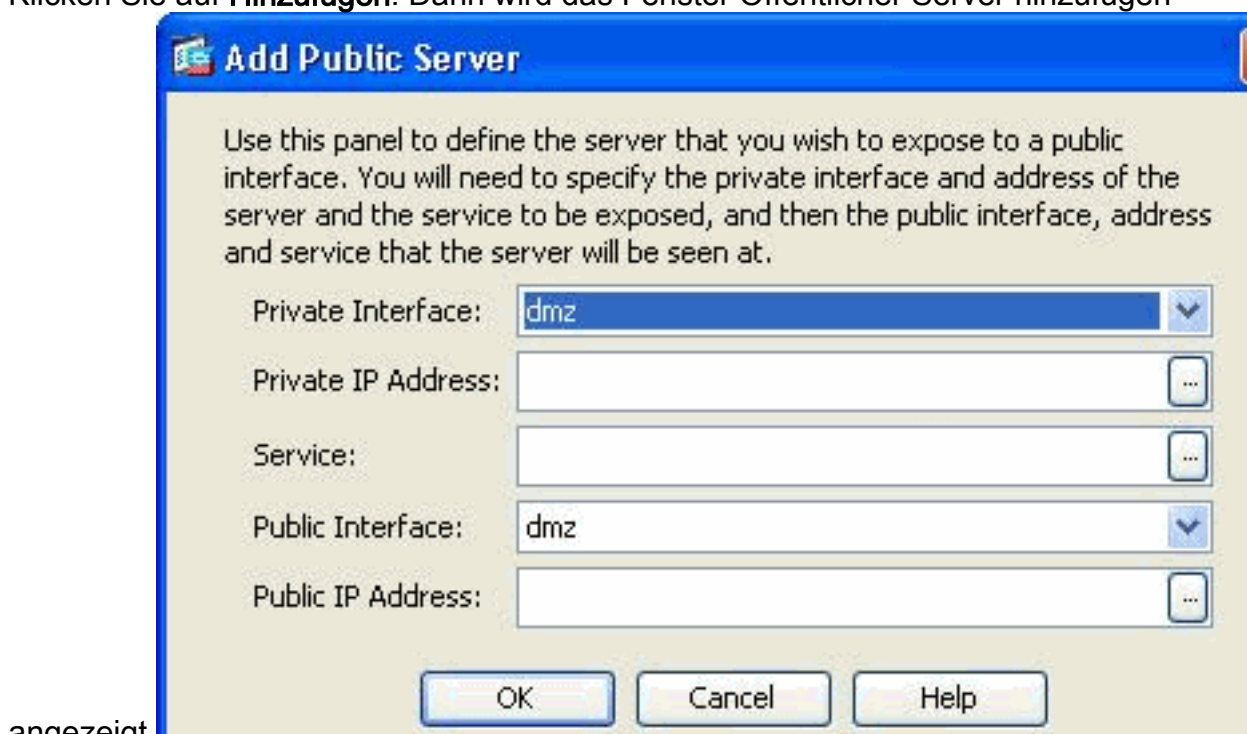 Klicken Sie auf Hinzufügen. Dann wird das Fenster Öffentlicher Server hinzufügen
Add Public Server
Use this panel to define the server that you wish to expose to a public
interface. You will need to specify the private interface and address of the
server and the service to be exposed, and then the public interface, address
and service that the server will be seen at.
Private Interface: dmz
Private IP Address: ...
Service: ...
Public Interface: dmz
Public IP Address: ...
OK Cancel Help
angezeigt